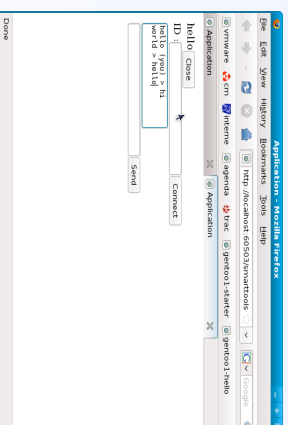 Application - Mozilla Firefox
File Edit View History Bookmarks Tools Help
http://localhost:60503/smarttools
Google
vmware cm interne agenda trac gentoo1-starter gentoo1-hello
Application Application
hello Close
ID : Connect
hello (you) > hi
world > hello
Send
Done